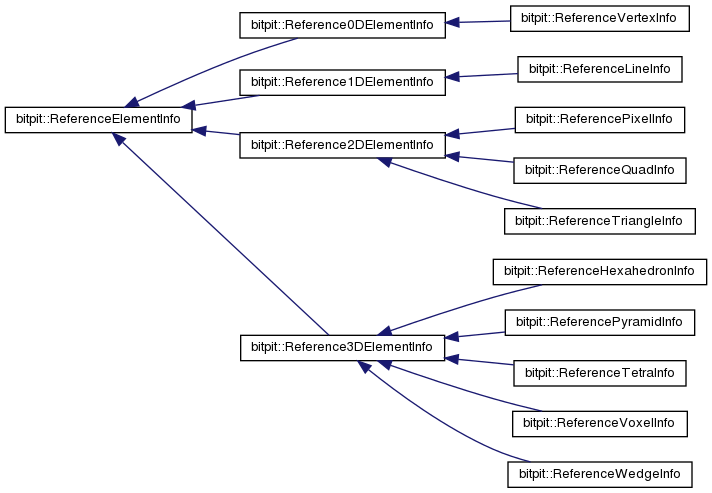 bitpit::ReferenceElementInfo
bitpit::Reference0DElementInfo
bitpit::ReferenceVertexInfo
bitpit::Reference1DElementInfo
bitpit::ReferenceLineInfo
bitpit::Reference2DElementInfo
bitpit::ReferencePixelInfo
bitpit::ReferenceQuadInfo
bitpit::ReferenceTriangleInfo
bitpit::Reference3DElementInfo
bitpit::ReferenceHexahedronInfo
bitpit::ReferencePyramidInfo
bitpit::ReferenceTetraInfo
bitpit::ReferenceVoxelInfo
bitpit::ReferenceWedgeInfo